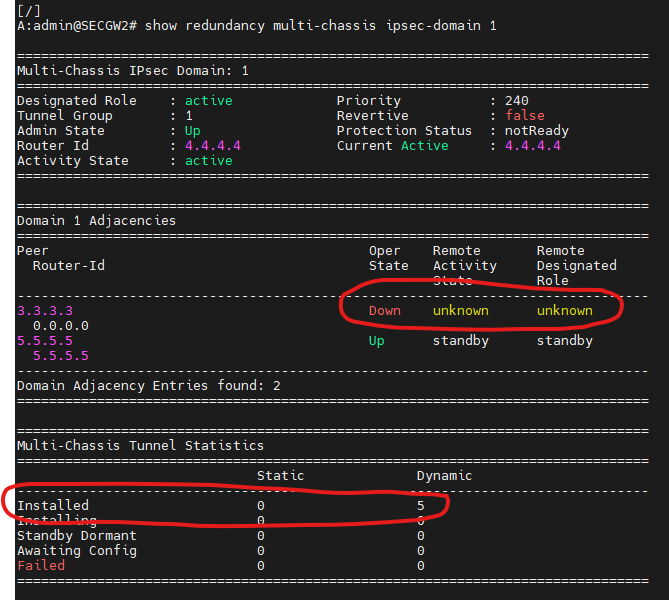 [/]
A:admin@SECGW2# show redundancy multi-chassis ipsec-domain 1
===============================================================================
Multi-Chassis IPsec Domain: 1
===============================================================================
Designated Role    : active             Priority           : 240
Tunnel Group       : 1                  Revertive          : false
Admin State        : Up                 Protection Status  : notReady
Router Id          : 4.4.4.4            Current Active     : 4.4.4.4
Activity State     : active
===============================================================================
===============================================================================
Domain 1 Adjacencies
===============================================================================
Peer                                        Oper    Remote       Remote
  Router-Id                                 State   Activity     Designated
                                                    State        Role
-------------------------------------------------------------------------------
3.3.3.3                                     Down    unknown      unknown
  0.0.0.0
5.5.5.5                                     Up      standby      standby
  5.5.5.5
-------------------------------------------------------------------------------
Domain Adjacency Entries found: 2
===============================================================================
===============================================================================
Multi-Chassis Tunnel Statistics
===============================================================================
                              Static              Dynamic
-------------------------------------------------------------------------------
Installed                     0                   5
Installing                    0                   0
Standby Dormant               0                   0
Awaiting Config               0                   0
Failed                        0                   0
===============================================================================